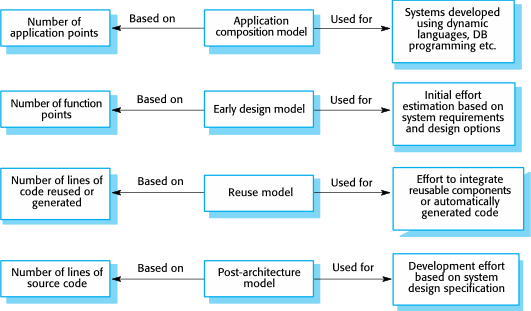 Number of
application points
Based on
Application
composition model
Used for
Systems developed
using dynamic
languages, DB
programming etc.
Number of function
points
Based on
Early design model
Used for
Initial effort
estimation based on
system requirements
and design options
Number of lines of
code reused or
generated
Based on
Reuse model
Used for
Effort to integrate
reusable components
or automatically
generated code
Number of lines of
source code
Based on
Post-architecture
model
Used for
Development effort
based on system
design specification